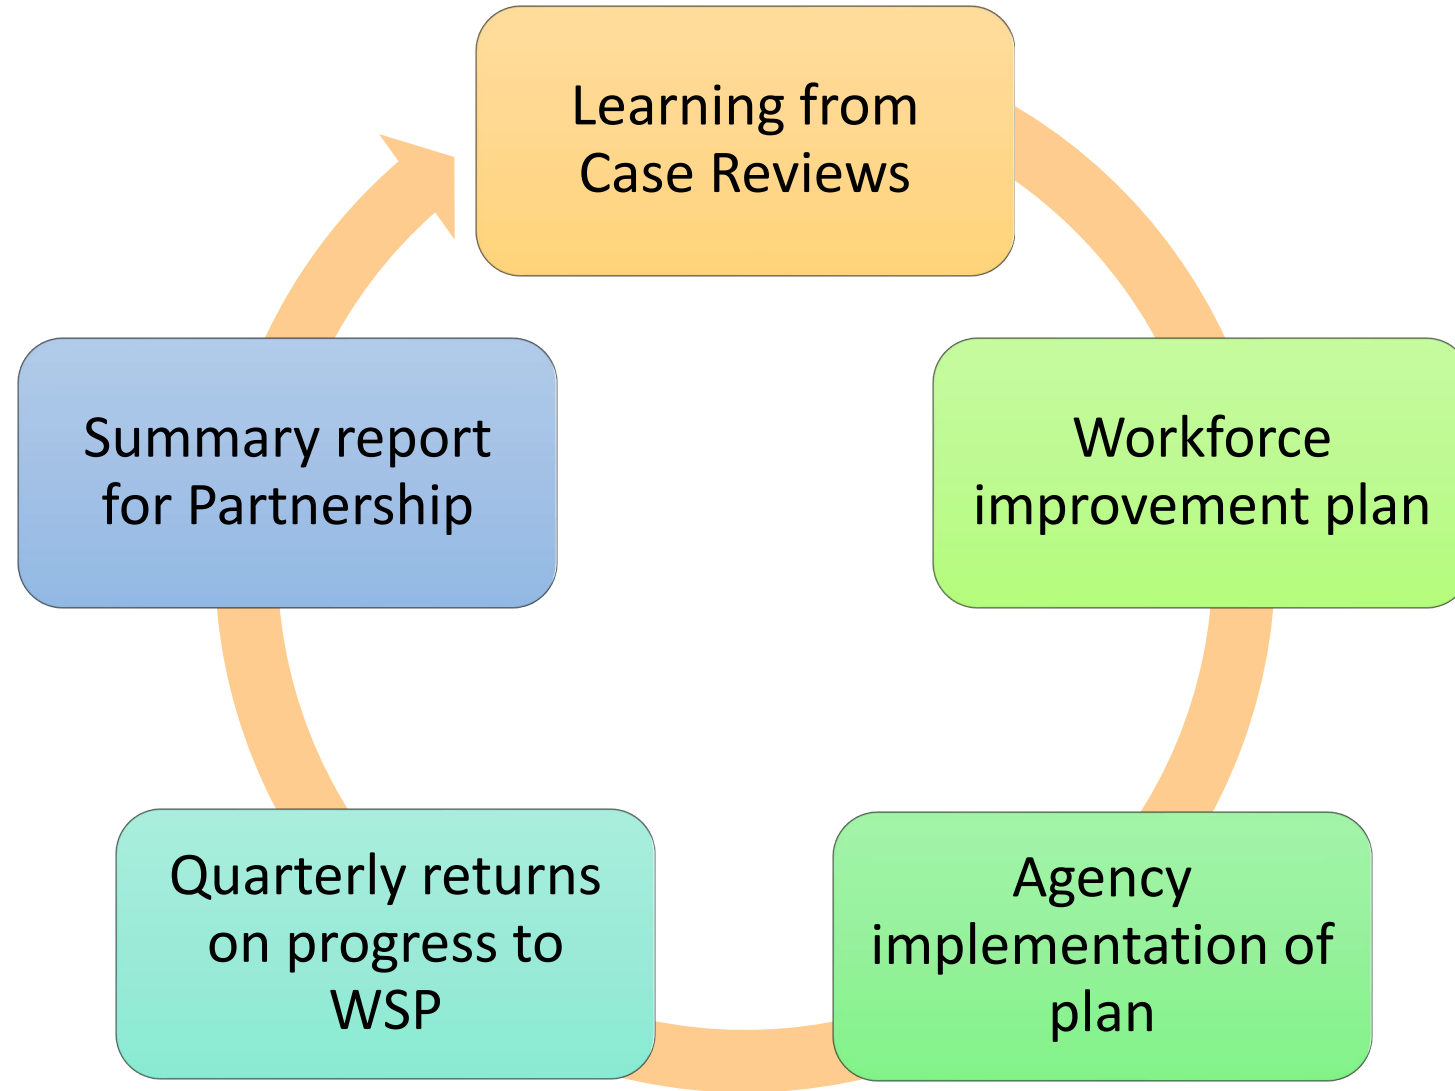 Learning from
Case Reviews
Workforce
improvement plan
Agency
implementation of
plan
Quarterly returns
on progress to
WSP
Summary report
for Partnership